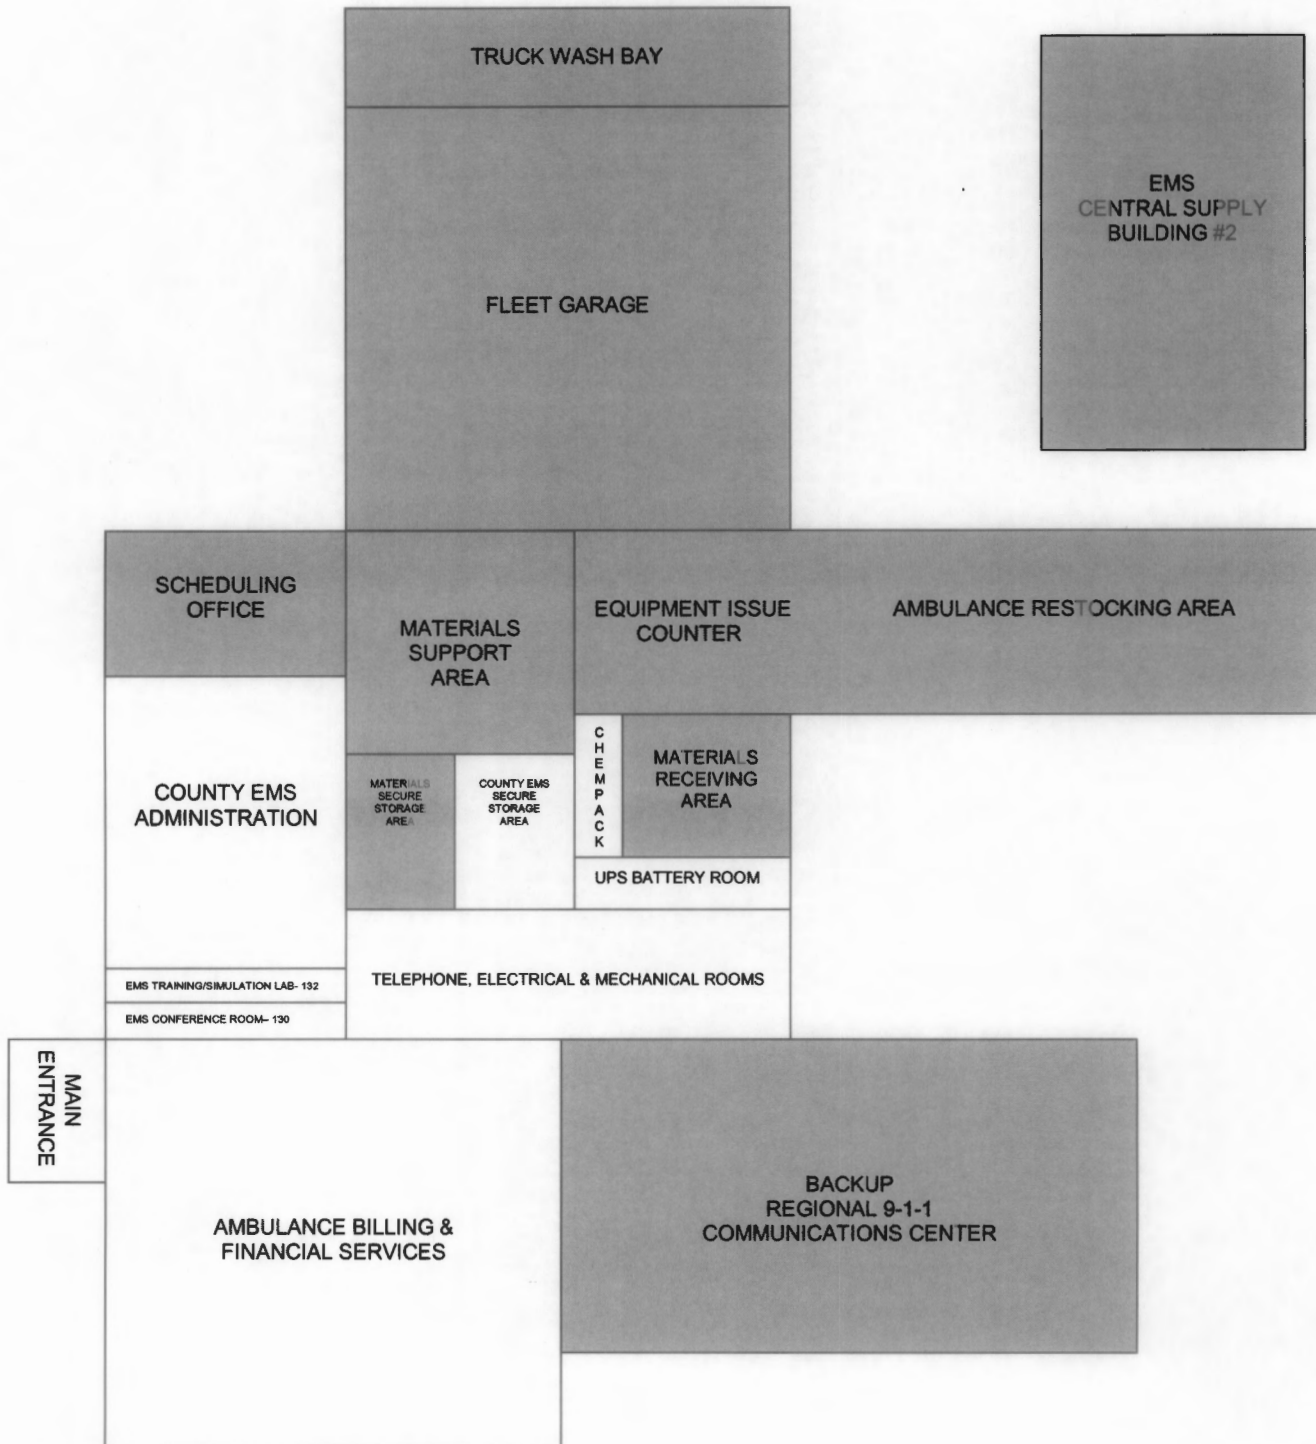 TRUCK WASH BAY
EMS
CENTRAL SUPPLY
BUILDING #2
FLEET GARAGE
SCHEDULING
OFFICE
MATERIALS
SUPPORT
AREA
EQUIPMENT ISSUE
COUNTER
AMBULANCE RESTOCKING AREA
COUNTY EMS
ADMINISTRATION
MATERIALS
SECURE
STORAGE
AREA
COUNTY EMS
SECURE
STORAGE
AREA
CHEMPACK
MATERIALS
RECEIVING
AREA
UPS BATTERY ROOM
EMS TRAINING/SIMULATION LAB- 132
TELEPHONE, ELECTRICAL & MECHANICAL ROOMS
EMS CONFERENCE ROOM– 130
MAIN
ENTRANCE
AMBULANCE BILLING &
FINANCIAL SERVICES
BACKUP
REGIONAL 9-1-1
COMMUNICATIONS CENTER